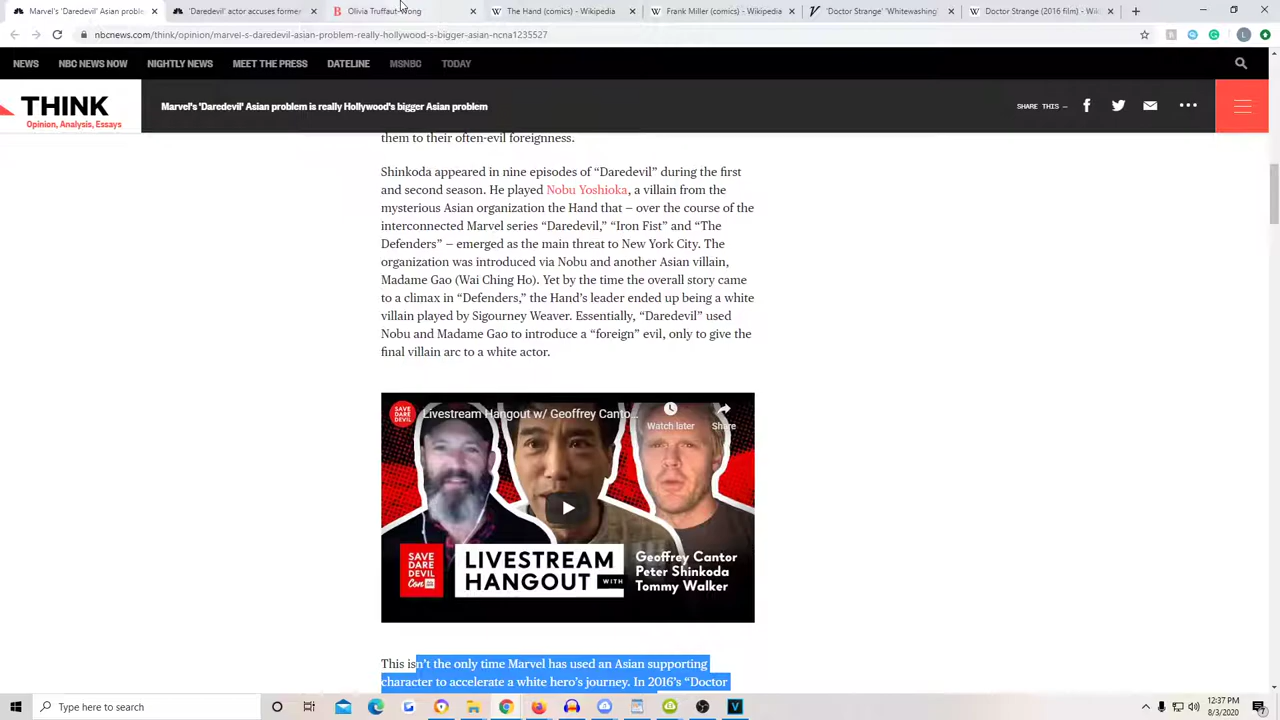 Marvel's 'Daredevil' Asian prob
'Daredevil' actor accuses former
Olivia Truffaut-Wong
The Hand (comics) - Wikipedia
Frank Miller (comics) - Wikipedia
'Doctor Strange' 'Whitewashing'
Doctor Strange (2016 film) - Wiki
nbcnews.com/think/opinion/marvel-s-daredevil-asian-problem-really-hollywood-s-bigger-asian-ncna1235527
NEWS NBC NEWS NOW NIGHTLY NEWS MEET THE PRESS DATELINE MSNBC TODAY
THINK
Opinion, Analysis, Essays
Marvel's 'Daredevil' Asian problem is really Hollywood's bigger Asian problem
SHARE THIS —
them to their often-evil foreignness.
Shinkoda appeared in nine episodes of “Daredevil” during the first
and second season. He played Nobu Yoshioka, a villain from the
mysterious Asian organization the Hand that — over the course of the
interconnected Marvel series “Daredevil,” “Iron Fist” and “The
Defenders” — emerged as the main threat to New York City. The
organization was introduced via Nobu and another Asian villain,
Madame Gao (Wai Ching Ho). Yet by the time the overall story came
to a climax in “Defenders,” the Hand’s leader ended up being a white
villain played by Sigourney Weaver. Essentially, “Daredevil” used
Nobu and Madame Gao to introduce a “foreign” evil, only to give the
final villain arc to a white actor.
SAVE DARE DEVIL
Livestream Hangout w/ Geoffrey Canto...
Watch later
Share
SAVE DARE DEVIL Con
LIVESTREAM
HANGOUT WITH
Geoffrey Cantor
Peter Shinkoda
Tommy Walker
This isn’t the only time Marvel has used an Asian supporting
character to accelerate a white hero’s journey. In 2016’s “Doctor
Type here to search
12:37 PM
8/3/2020